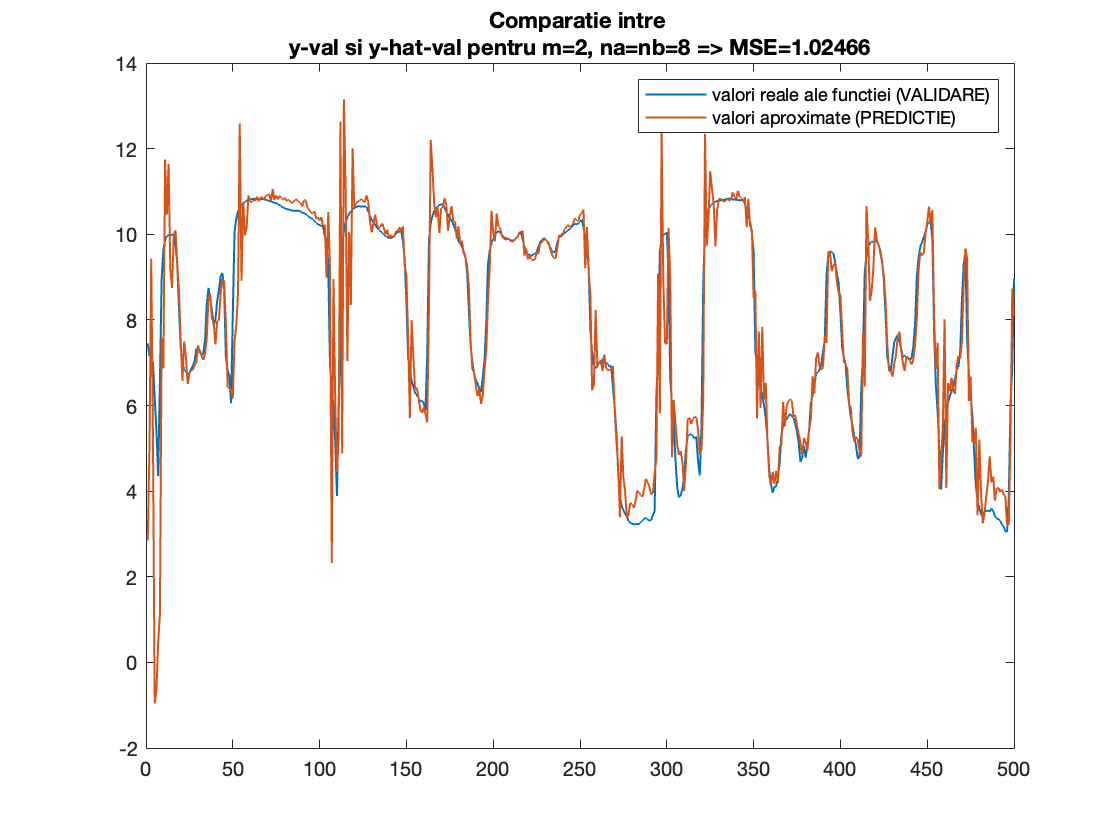 Comparatie intre
y-val si y-hat-val pentru m=2, na=nb=8 => MSE=1.02466
valori reale ale functiei (VALIDARE)
valori aproximate (PREDICTIE)
14
12
10
8
6
4
2
0
-2
0 50 100 150 200 250 300 350 400 450 500